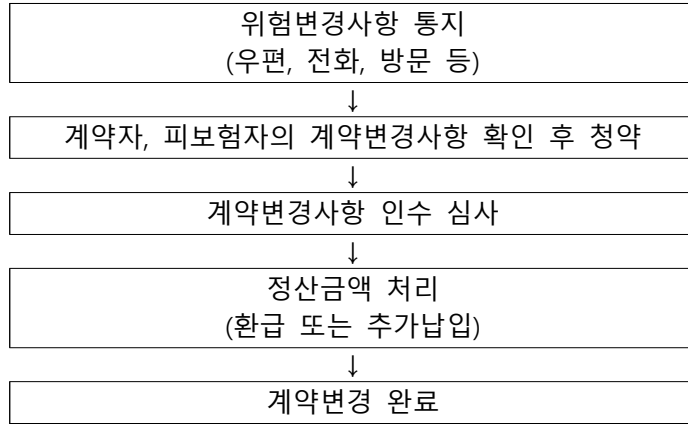 위험변경사항 통지
(우편, 전화, 방문 등)
↓
계약자, 피보험자의 계약변경사항 확인 후 청약
↓
계약변경사항 인수 심사
↓
정산금액 처리
(환급 또는 추가납입)
↓
계약변경 완료